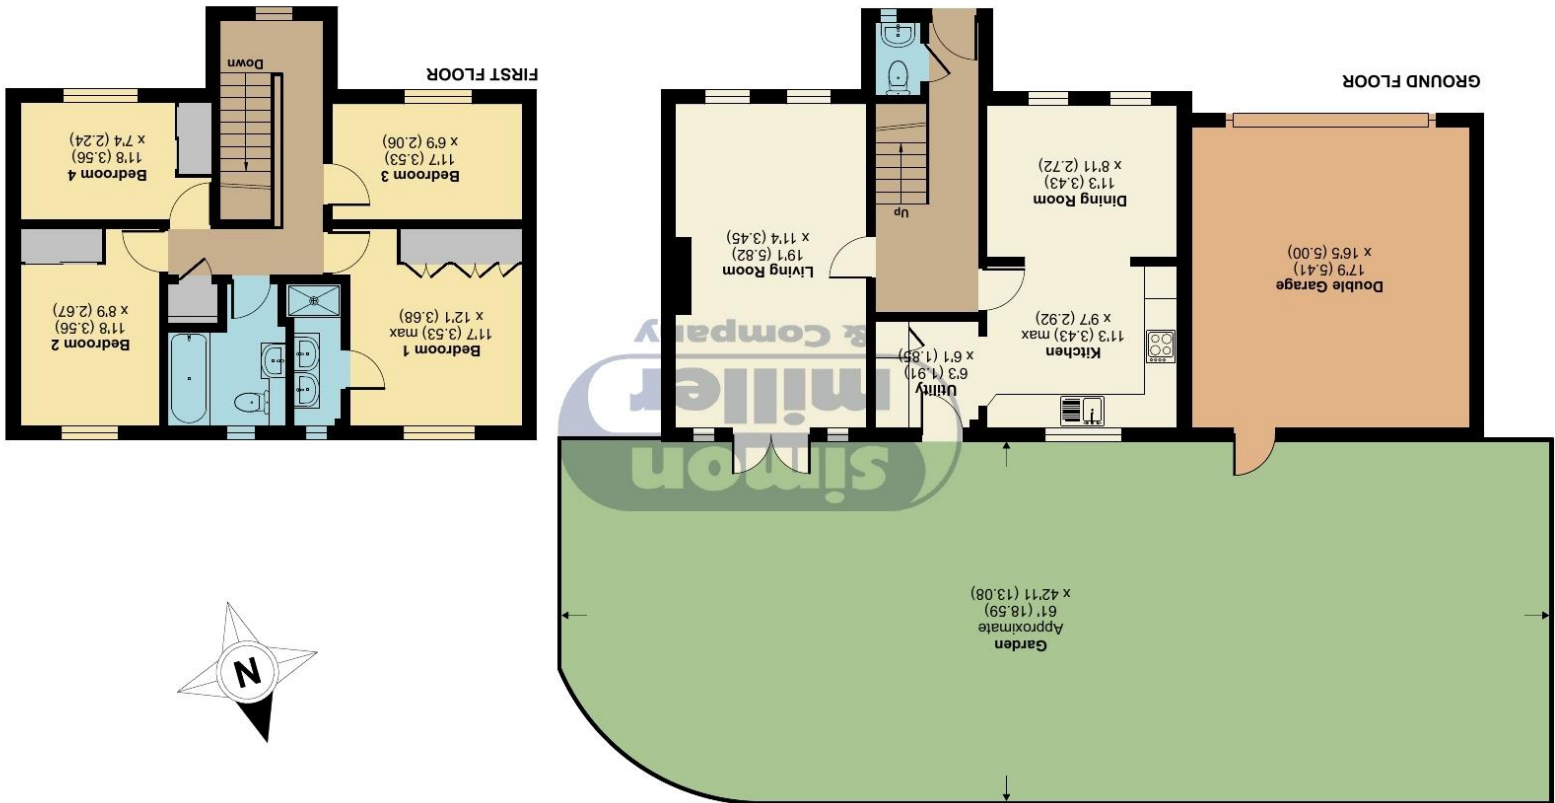 Garden
Approximate
61' (18.59)
x 42'11 (13.08)
simon
miller
& Company
Double Garage
17'9 (5.41)
x 16'5 (5.00)
Kitchen
11'3 (3.43) max
x 9'7 (2.92)
Utility
6'3 (1.91)
x 6'1 (1.85)
Living Room
19'1 (5.82)
x 11'4 (3.45)
Dining Room
11'3 (3.43)
x 8'11 (2.72)
Up
GROUND FLOOR
N
Bedroom 1
11'7 (3.53) max
x 12'1 (3.68)
Bedroom 2
11'8 (3.56)
x 8'9 (2.67)
Bedroom 3
11'7 (3.53)
x 6'9 (2.06)
Bedroom 4
11'8 (3.56)
x 7'4 (2.24)
Down
FIRST FLOOR